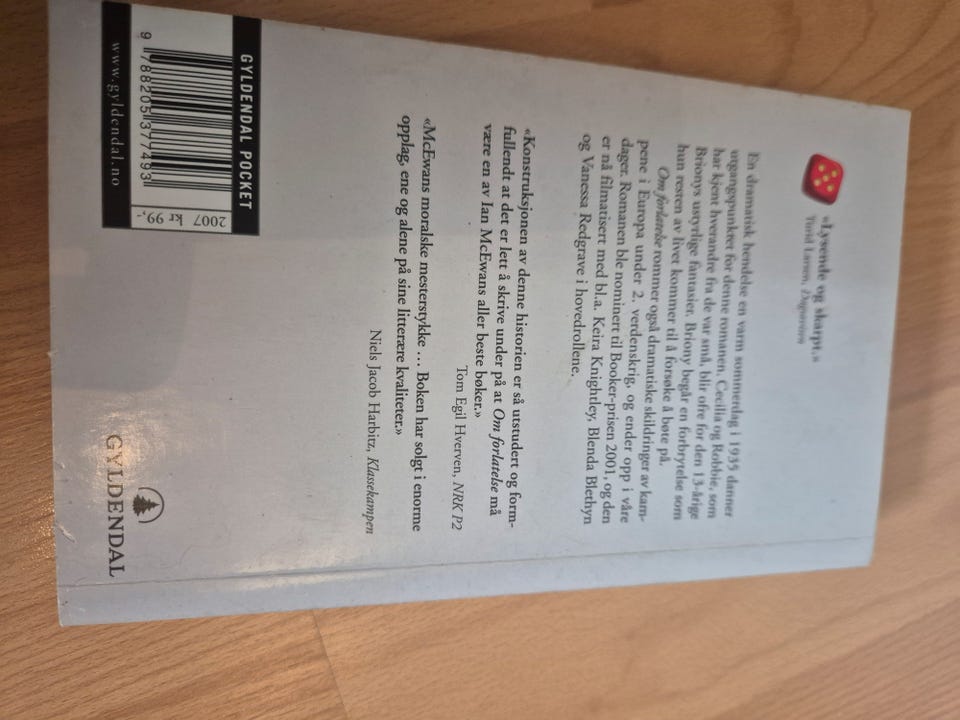 «Lysende og skarpt.»
Turid Larsen, Dagsavisen
En dramatisk hendelse en varm sommerdag i 1935 danner
utgangspunktet for denne romanen. Cecilia og Robbie, som
har kjent hverandre fra de var små, blir ofre for den 13-årige
Brionys ustyrlige fantasier. Briony begår en forbrytelse som
hun resten av livet kommer til å forsøke å bøte på.
Om forlatelse rommer også dramatiske skildringer av kam-
pene i Europa under 2. verdenskrig, og ender opp i våre
dager. Romanen ble nominert til Booker-prisen 2001, og den
er nå filmatisert med bl.a. Keira Knightley, Blenda Blethyn
og Vanessa Redgrave i hovedrollene.
«Konstruksjonen av denne historien er så utstudert og form-
fullendt at det er lett å skrive under på at Om forlatelse må
være en av Ian McEwans aller beste bøker.»
Tom Egil Hverven, NRK P2
«McEwans moralske mesterstykke ... Boken har solgt i enorme
opplag, ene og alene på sine litterære kvaliteter.»
Niels Jacob Harbitz, Klassekampen
GYLDENDAL POCKET
2007 kr 99,-
9 788205 377493
www.gyldendal.no
GYLDENDAL